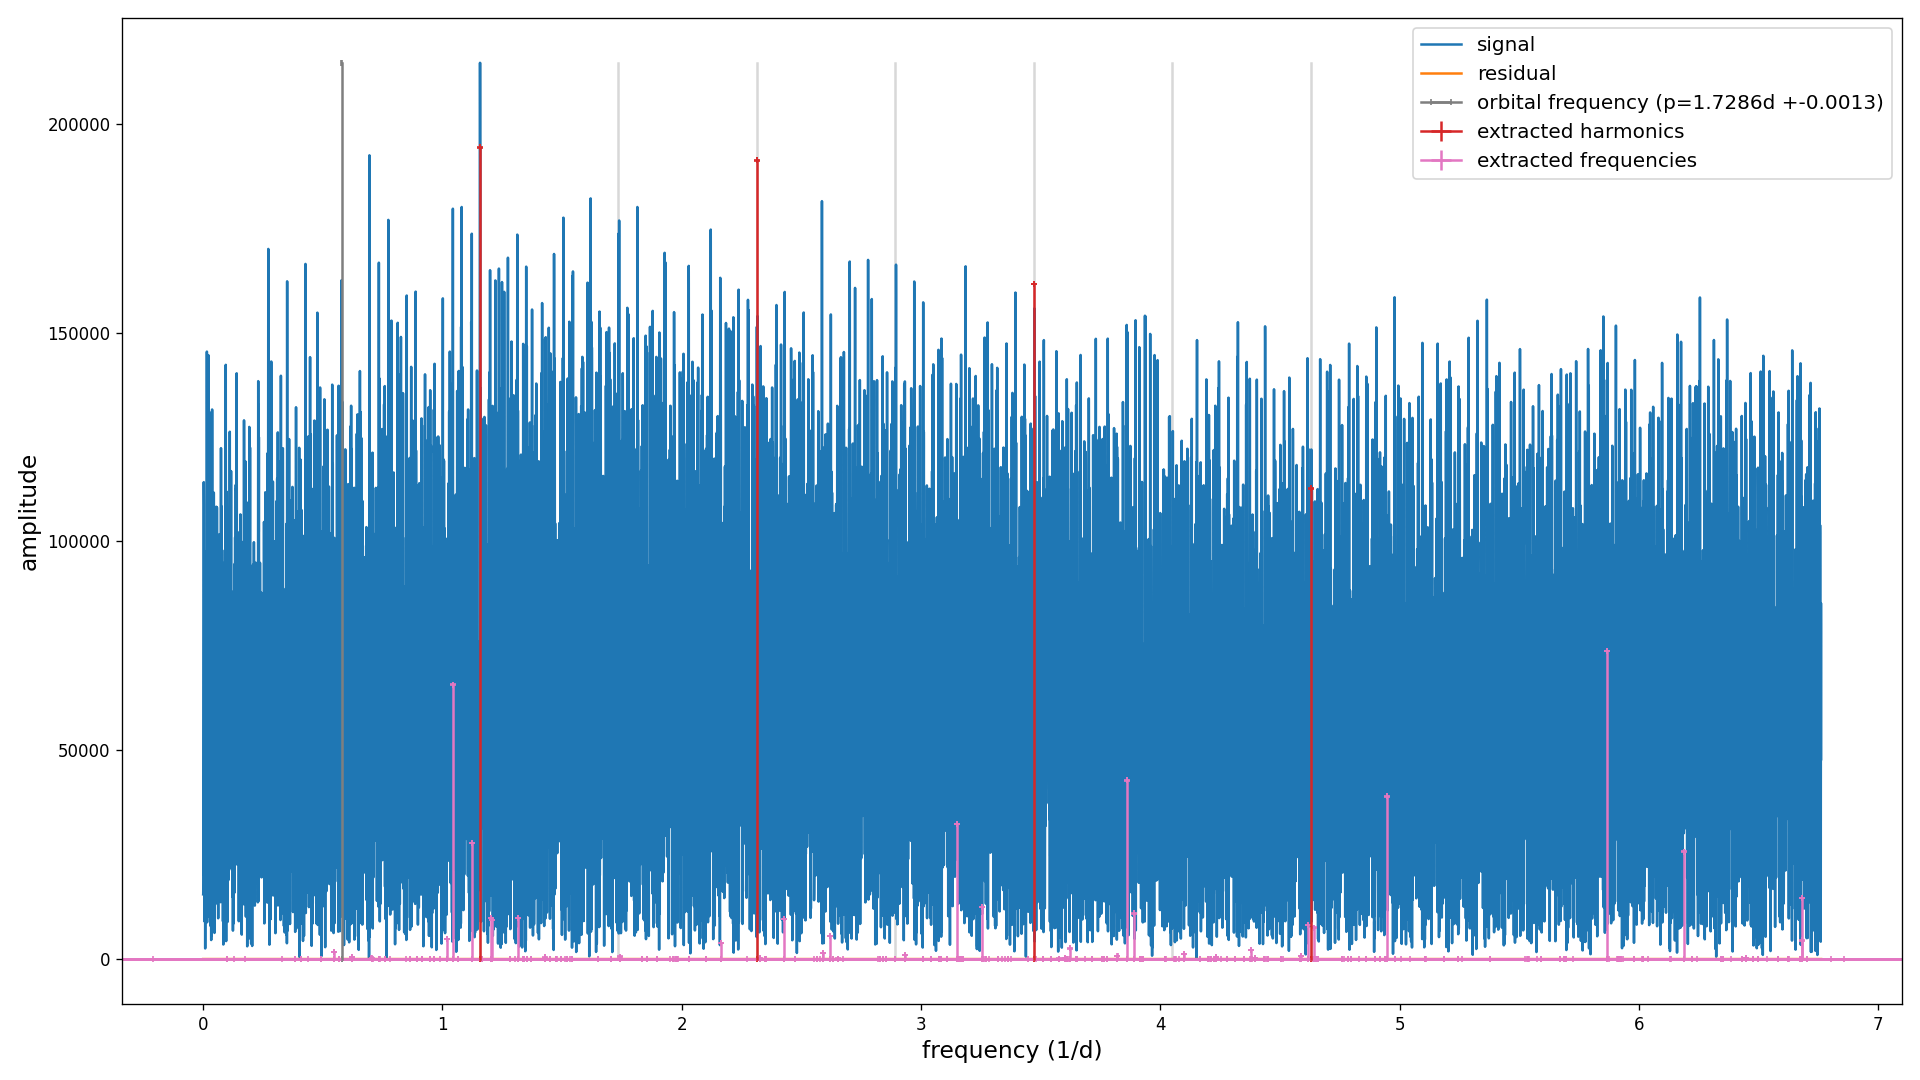 signal
residual
orbital frequency (p=1.7286d +-0.0013)
extracted harmonics
extracted frequencies
200000
150000
100000
50000
0
amplitude
0 1 2 3 4 5 6 7
frequency (1/d)